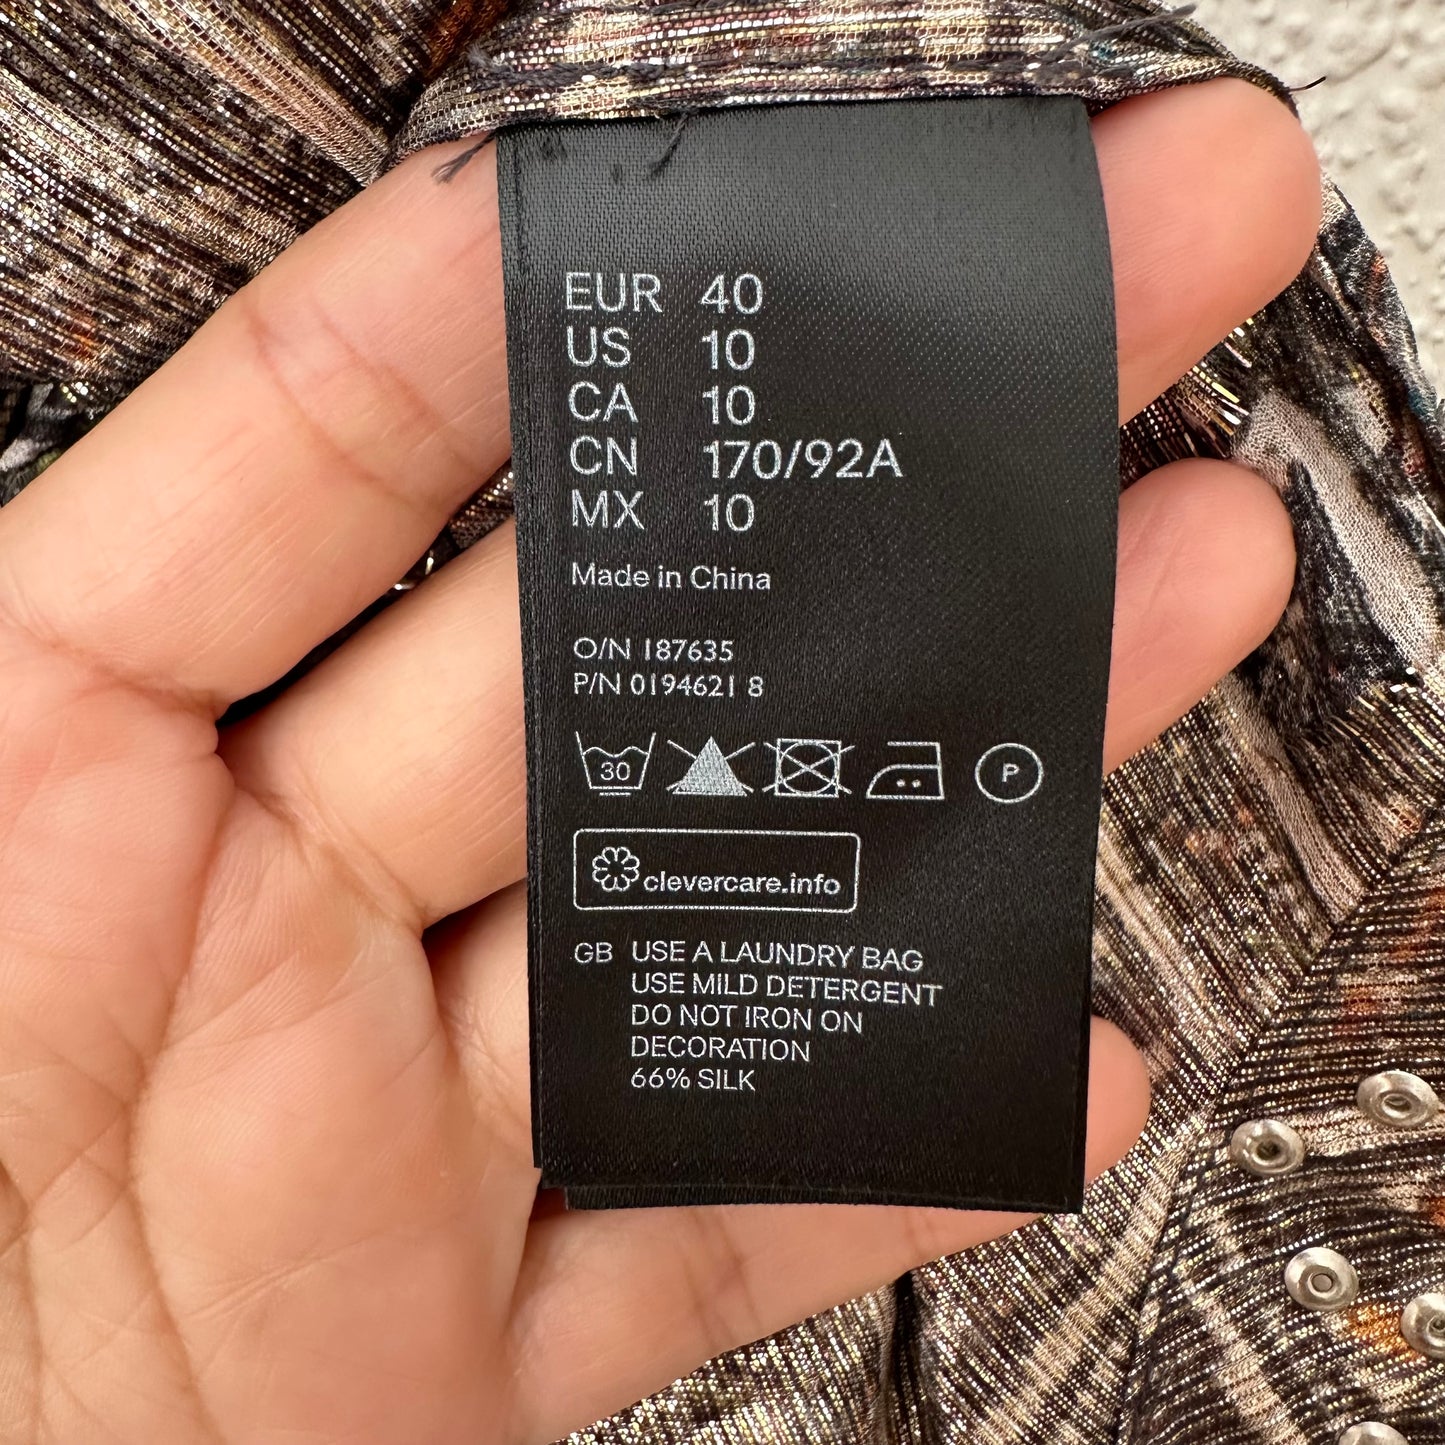 EUR 40
US 10
CA 10
CN 170/92A
MX 10
Made in China
O/N 187635
P/N 0194621 8
30
P
clevercare.info
GB USE A LAUNDRY BAG
USE MILD DETERGENT
DO NOT IRON ON
DECORATION
66% SILK